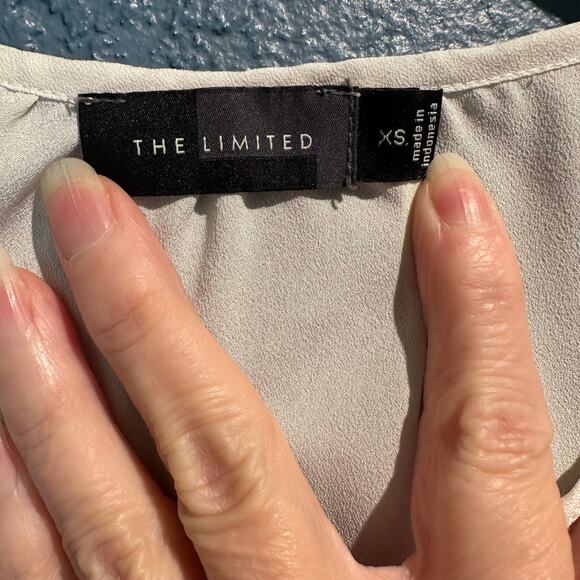 THE LIMITED
XS
made in
indonesia